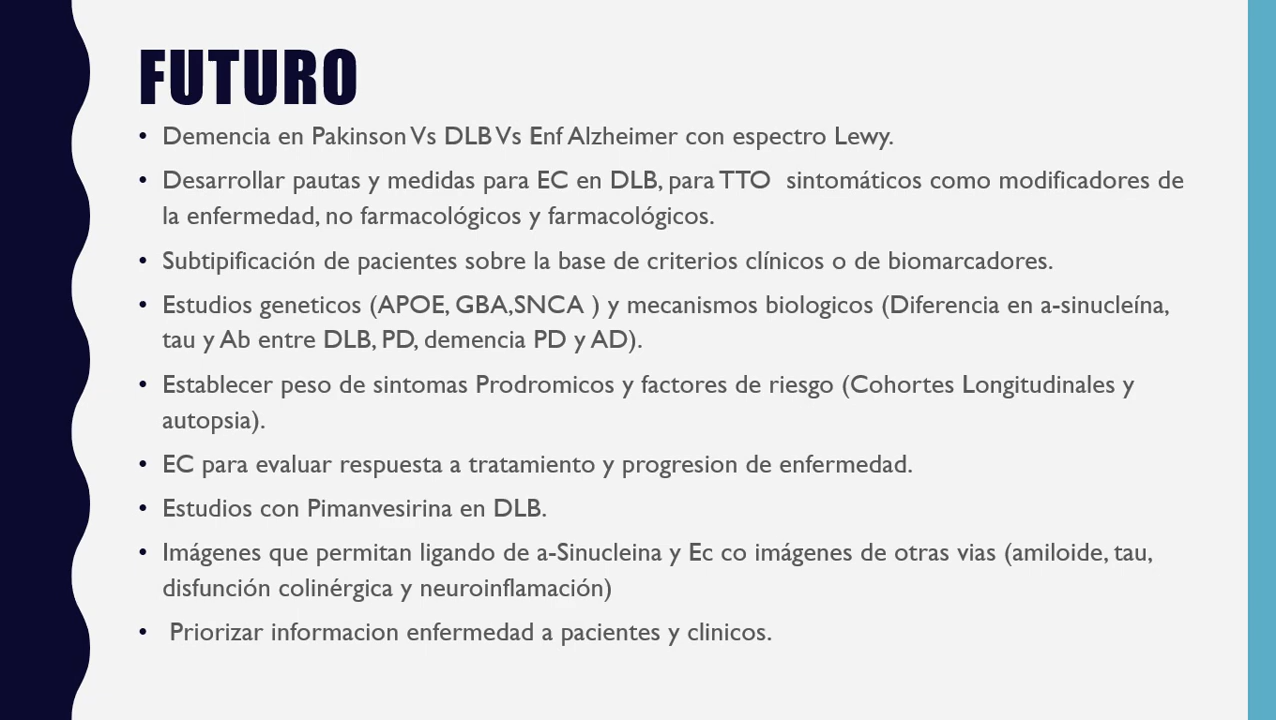 FUTURO
• Demencia en Pakinson Vs DLB Vs Enf Alzheimer con espectro Lewy.
• Desarrollar pautas y medidas para EC en DLB, para TTO sintomáticos como modificadores de
la enfermedad, no farmacológicos y farmacológicos.
• Subtipificación de pacientes sobre la base de criterios clínicos o de biomarcadores.
• Estudios geneticos (APOE, GBA,SNCA ) y mecanismos biologicos (Diferencia en a-sinucleína,
tau y Ab entre DLB, PD, demencia PD y AD).
• Establecer peso de sintomas Prodromicos y factores de riesgo (Cohortes Longitudinales y
autopsia).
• EC para evaluar respuesta a tratamiento y progresion de enfermedad.
• Estudios con Pimanvesirina en DLB.
• Imágenes que permitan ligando de a-Sinucleina y Ec co imágenes de otras vias (amiloide, tau,
disfunción colinérgica y neuroinflamación)
• Priorizar informacion enfermedad a pacientes y clinicos.